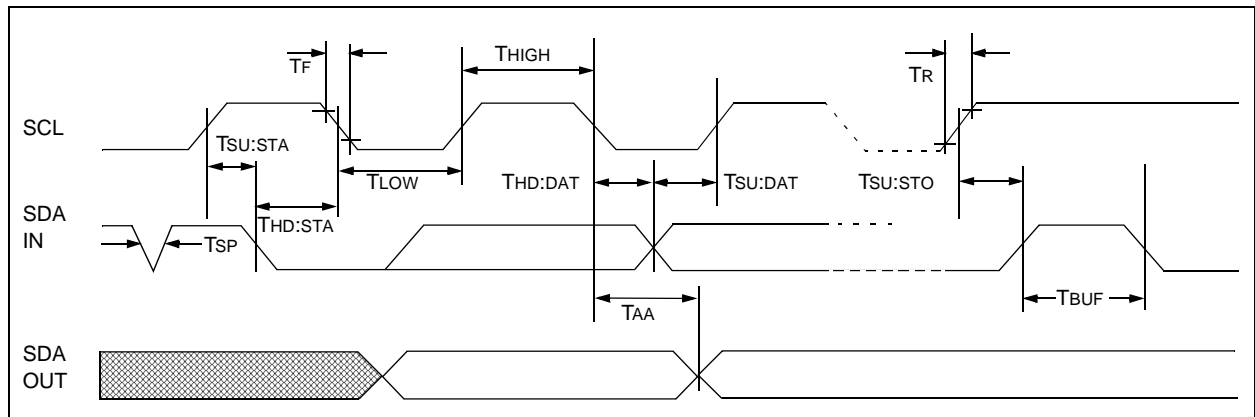 TF
THIGH
TR
SCL
TSU:STA
TLOW
THD:DAT
TSU:DAT
TSU:STO
SDA
IN
THD:STA
TSP
TBUF
TAA
SDA
OUT